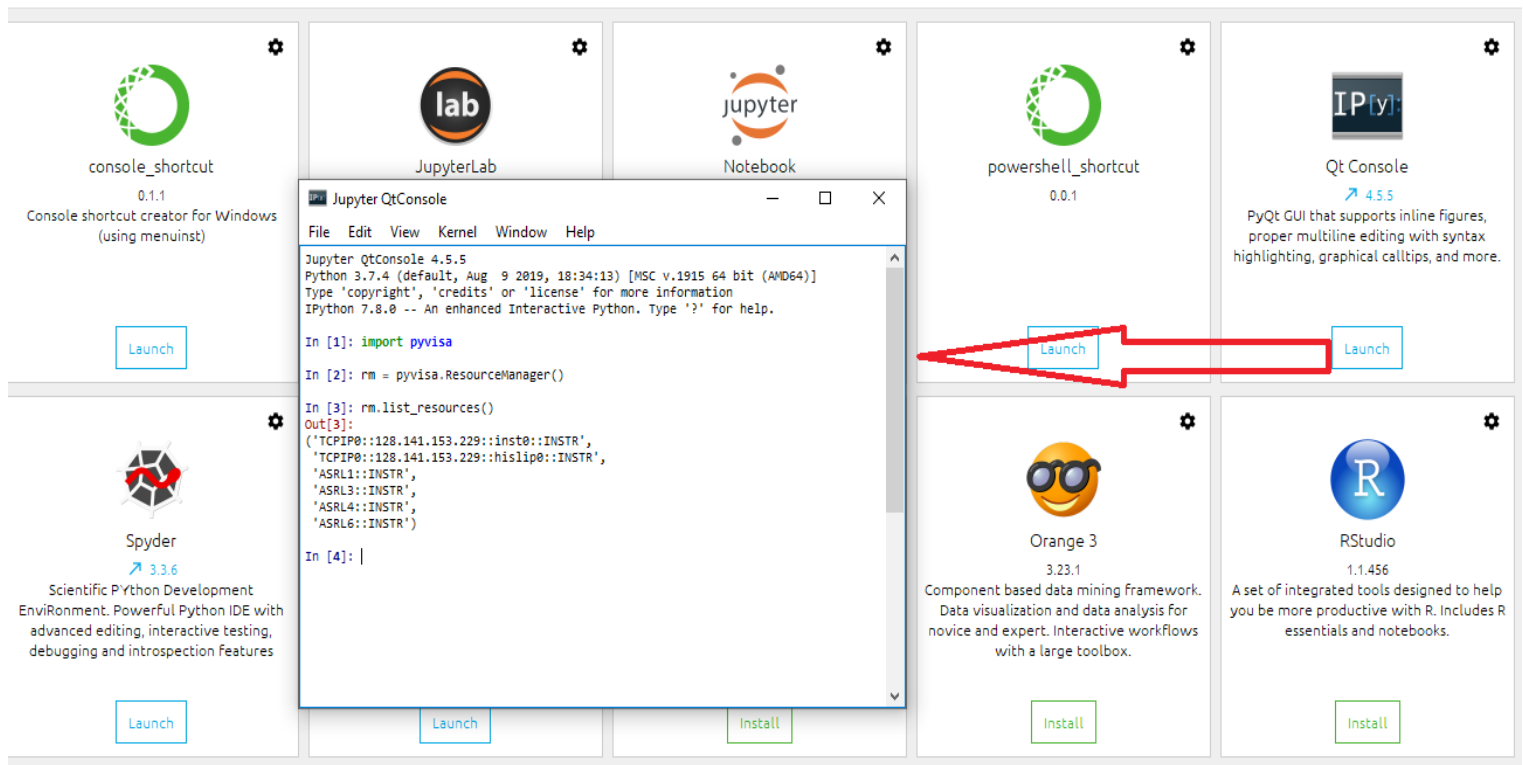 console_shortcut
0.1.1
Console shortcut creator for Windows
(using menuinst)
Launch
lab
JupyterLab
jupyter
Notebook
powershell_shortcut
0.0.1
Launch
IP[y]:
Qt Console
4.5.5
PyQt GUI that supports inline figures,
proper multiline editing with syntax
highlighting, graphical calltips, and more.
Launch
IP[y]: Jupyter QtConsole
File Edit View Kernel Window Help
Jupyter QtConsole 4.5.5
Python 3.7.4 (default, Aug  9 2019, 18:34:13) [MSC v.1915 64 bit (AMD64)]
Type 'copyright', 'credits' or 'license' for more information
IPython 7.8.0 -- An enhanced Interactive Python. Type '?' for help.
In [1]: import pyvisa
In [2]: rm = pyvisa.ResourceManager()
In [3]: rm.list_resources()
Out[3]:
('TCPIP0::128.141.153.229::inst0::INSTR',
'TCPIP0::128.141.153.229::hislip0::INSTR',
'ASRL1::INSTR',
'ASRL3::INSTR',
'ASRL4::INSTR',
'ASRL6::INSTR')
In [4]:
Spyder
3.3.6
Scientific PYthon Development
EnviRonment. Powerful Python IDE with
advanced editing, interactive testing,
debugging and introspection features
Launch
Launch
Install
Orange 3
3.23.1
Component based data mining framework.
Data visualization and data analysis for
novice and expert. Interactive workflows
with a large toolbox.
Install
R
RStudio
1.1.456
A set of integrated tools designed to help
you be more productive with R. Includes R
essentials and notebooks.
Install